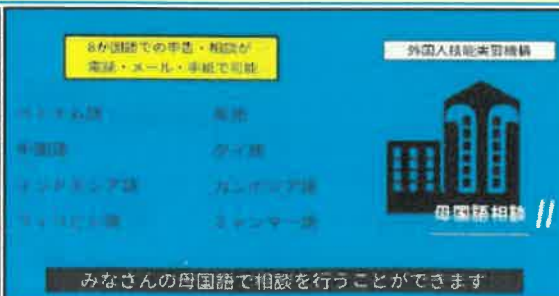 8か国語での申告・相談が
電話・メール・手紙で可能
外国人技能実習機構
ベトナム語
英語
中国語
タイ語
インドネシア語
カンボジア語
フィリピン語
ミャンマー語
母国語相談
みなさんの母国語で相談を行うことができます